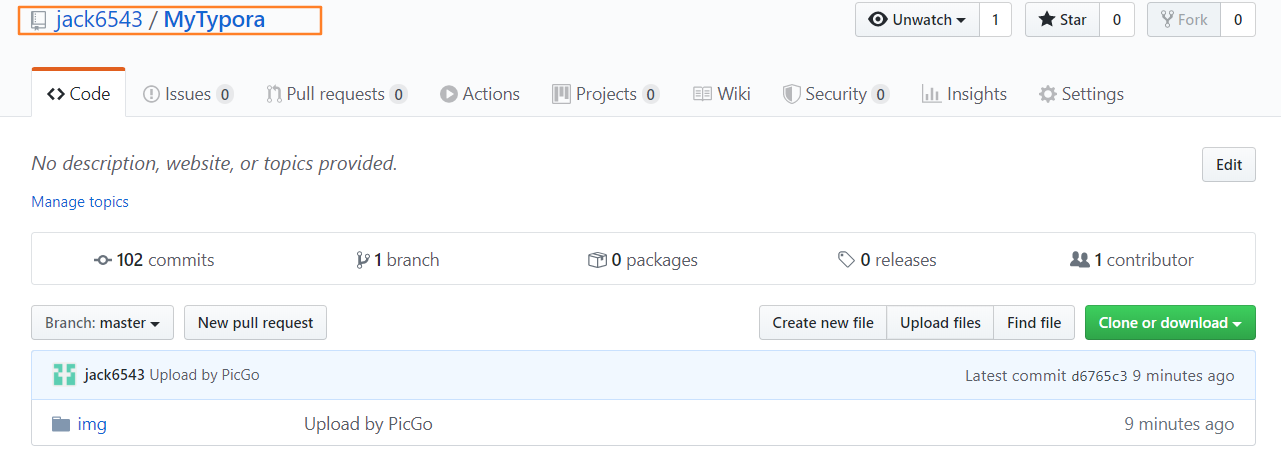 jack6543 / MyTypora Unwatch 1 Star 0 Fork 0
Code Issues 0 Pull requests 0 Actions Projects 0 Wiki Security 0 Insights Settings
No description, website, or topics provided. Edit
Manage topics
102 commits 1 branch 0 packages 0 releases 1 contributor
Branch: master New pull request Create new file Upload files Find file Clone or download
jack6543 Upload by PicGo Latest commit d6765c3 9 minutes ago
img Upload by PicGo 9 minutes ago